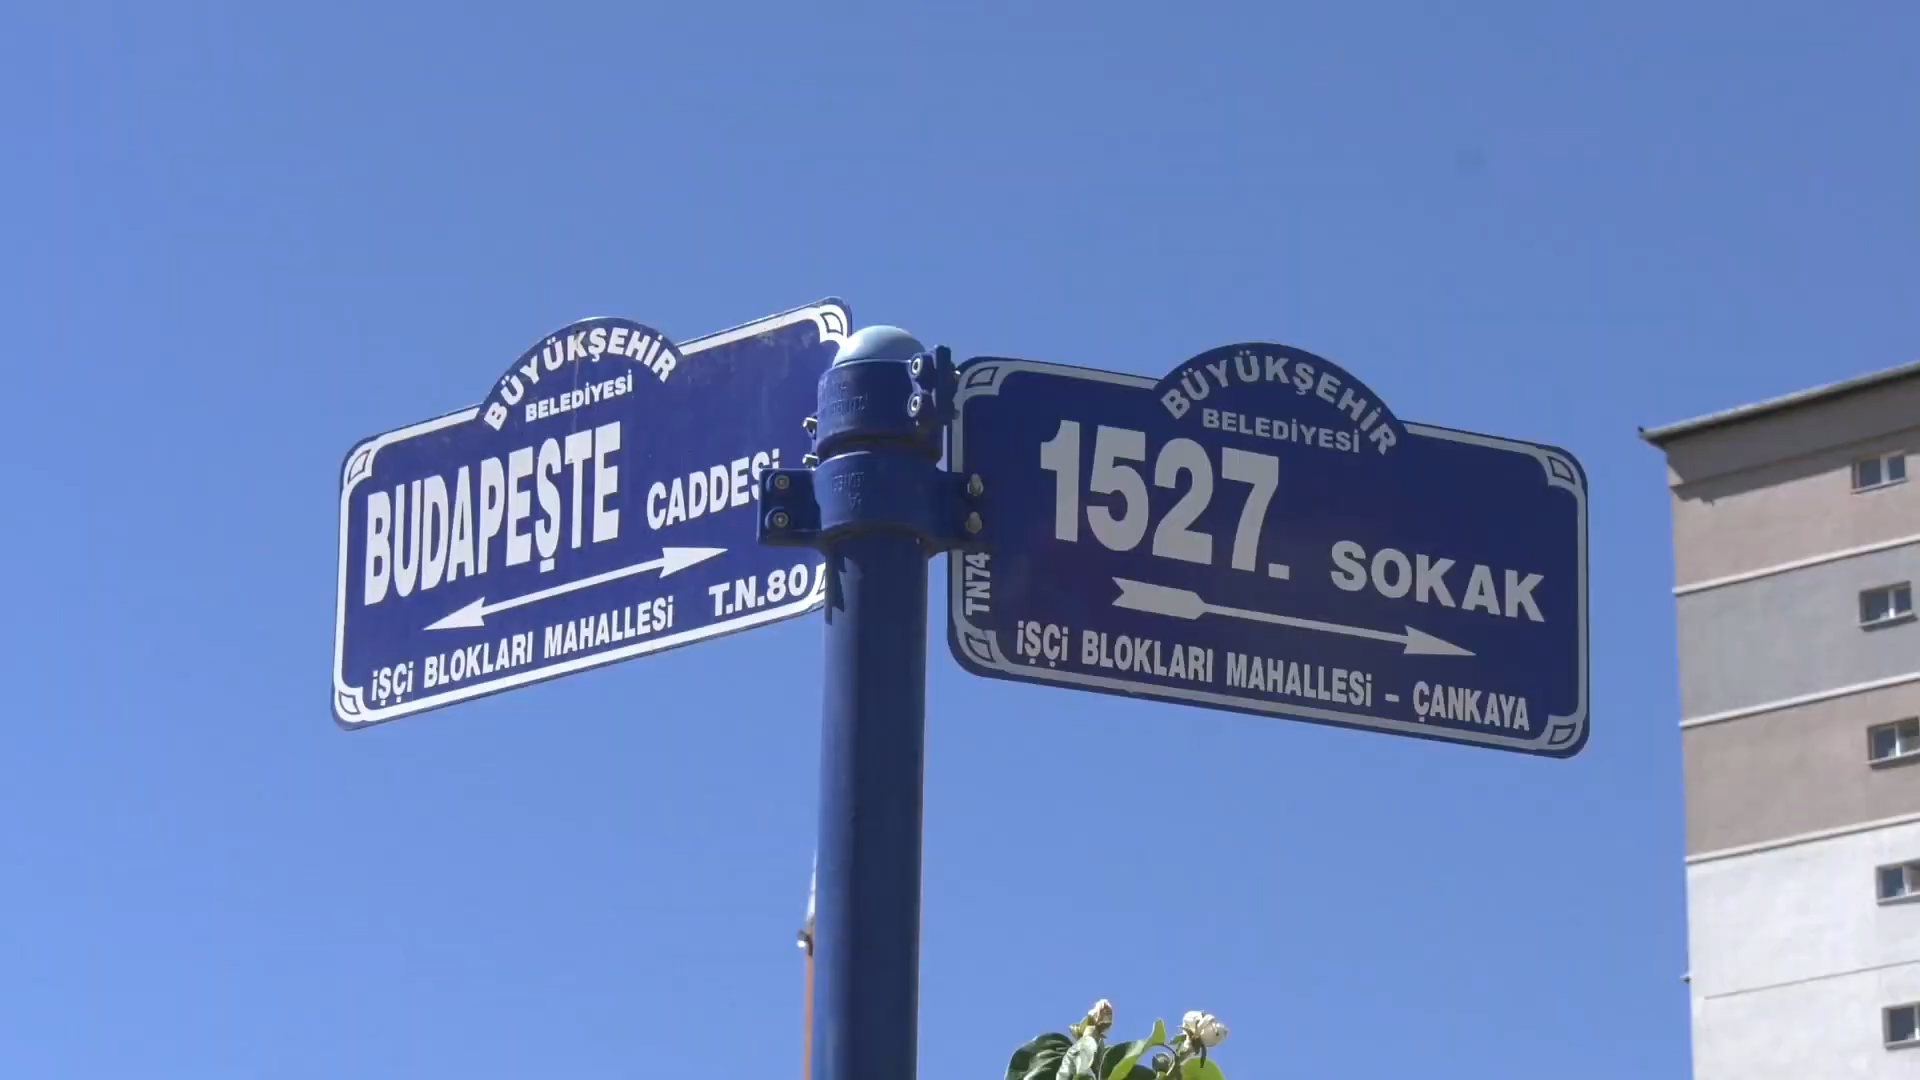 BÜYÜKŞEHİR
BELEDİYESİ
BUDAPEŞTE CADDESİ
T.N.80
İŞÇİ BLOKLARI MAHALLESİ
BÜYÜKŞEHİR
BELEDİYESİ
1527. SOKAK
TN74
İŞÇİ BLOKLARI MAHALLESİ - ÇANKAYA